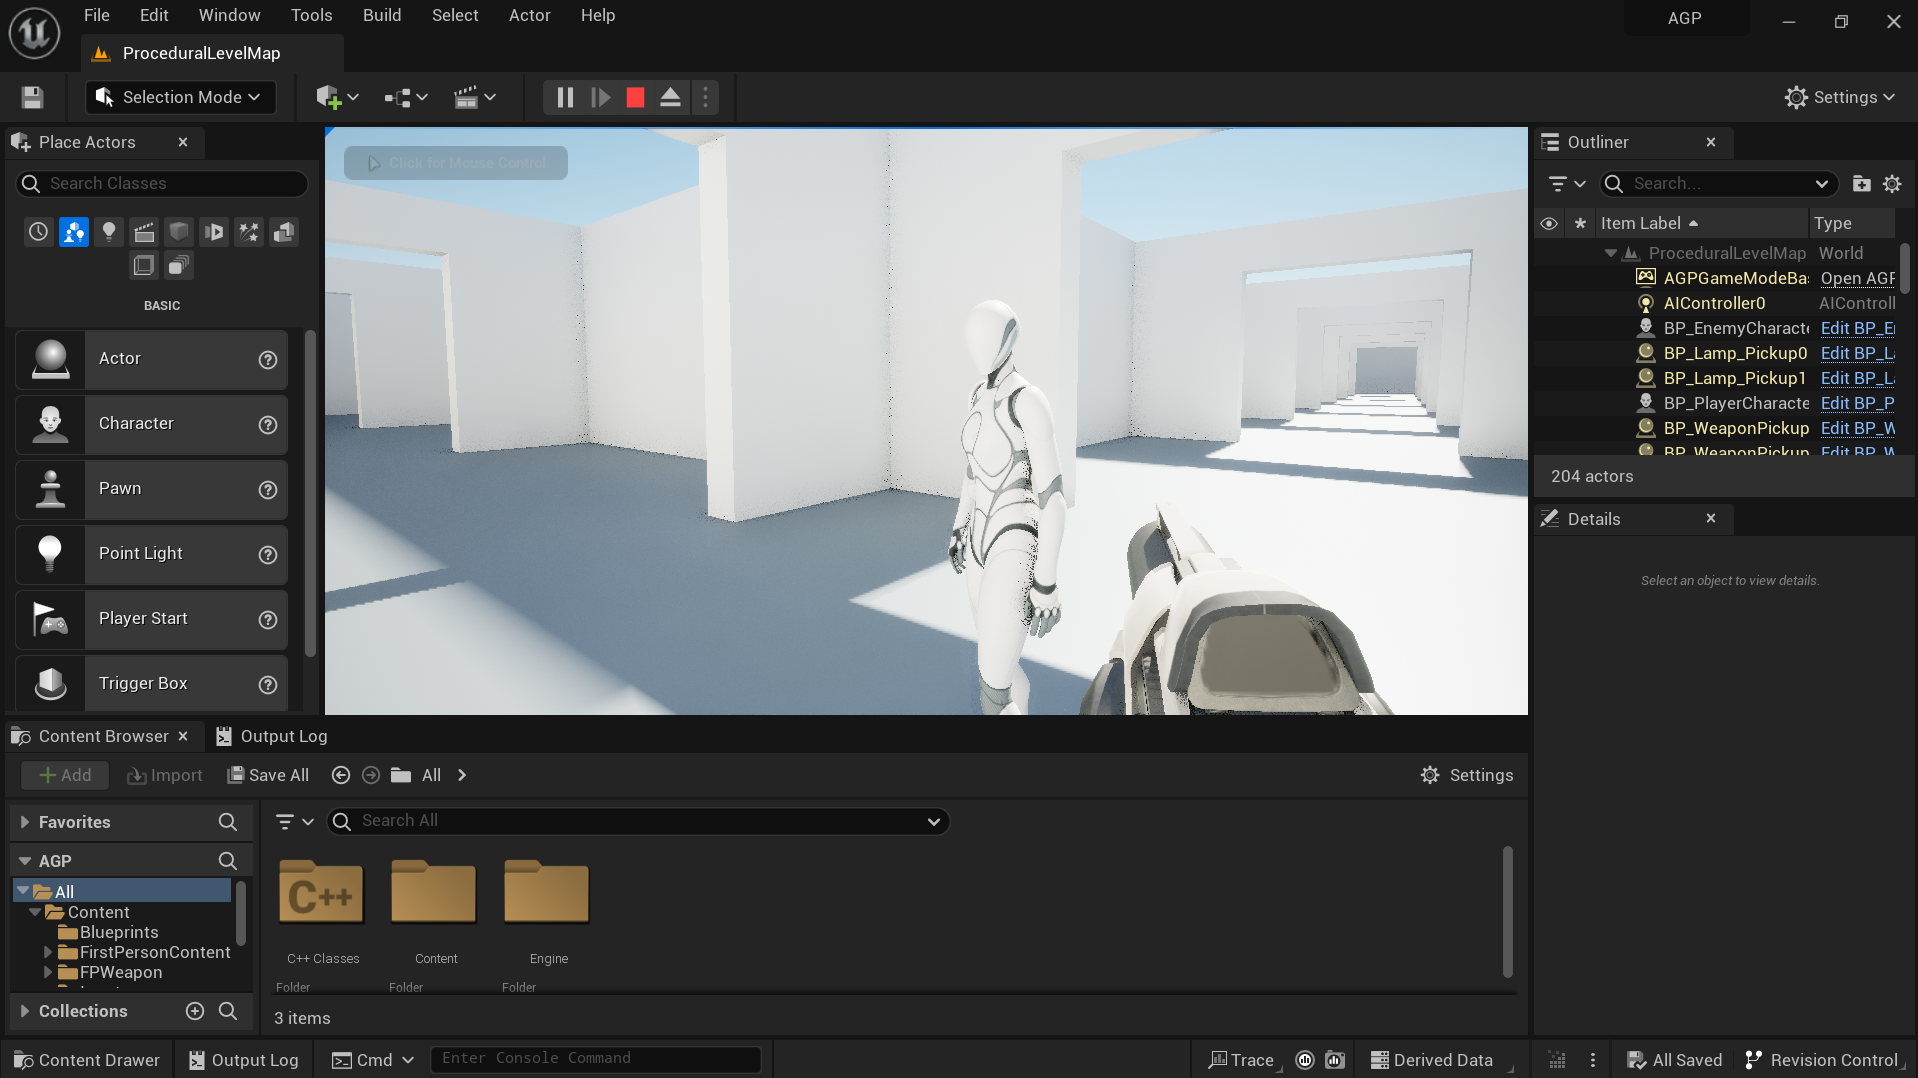 File Edit Window Tools Build Select Actor Help
AGP
ProceduralLevelMap
Selection Mode
Settings
Place Actors
Search Classes
BASIC
Actor
Character
Pawn
Point Light
Player Start
Trigger Box
Click for Mouse Control
Outliner
Search...
Item Label Type
ProceduralLevelMap World
AGPGameModeBa Open AGP
AIController0 AIControll
BP_EnemyCharacte Edit BP_E
BP_Lamp_Pickup0 Edit BP_L
BP_Lamp_Pickup1 Edit BP_L
BP_PlayerCharacte Edit BP_P
BP_WeaponPickup Edit BP_W
BP_WeaponPickup Edit BP_W
204 actors
Details
Select an object to view details.
Content Browser
Output Log
Add Import Save All All
Settings
Favorites
Search All
AGP
All
Content
Blueprints
FirstPersonContent
FPWeapon
Collections
C++
C++ Classes Content Engine
Folder Folder Folder
3 items
Content Drawer Output Log Cmd Enter Console Command Trace Derived Data All Saved Revision Control